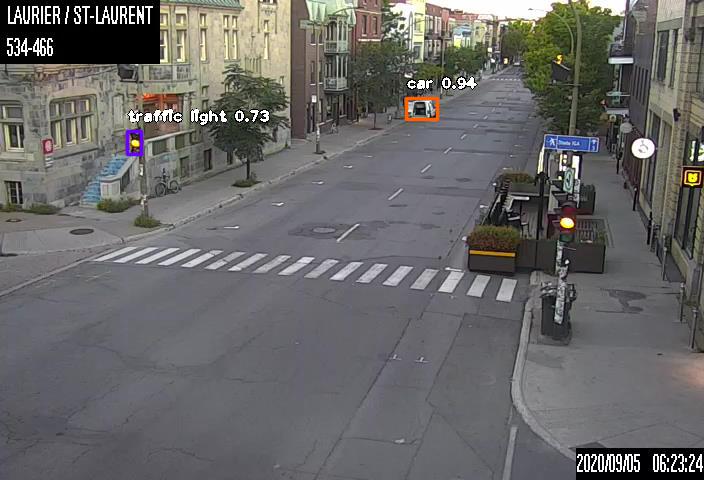 LAURIER / ST-LAURENT
534-466
car 0.94
traffic light 0.73
2020/09/05 06:23:24